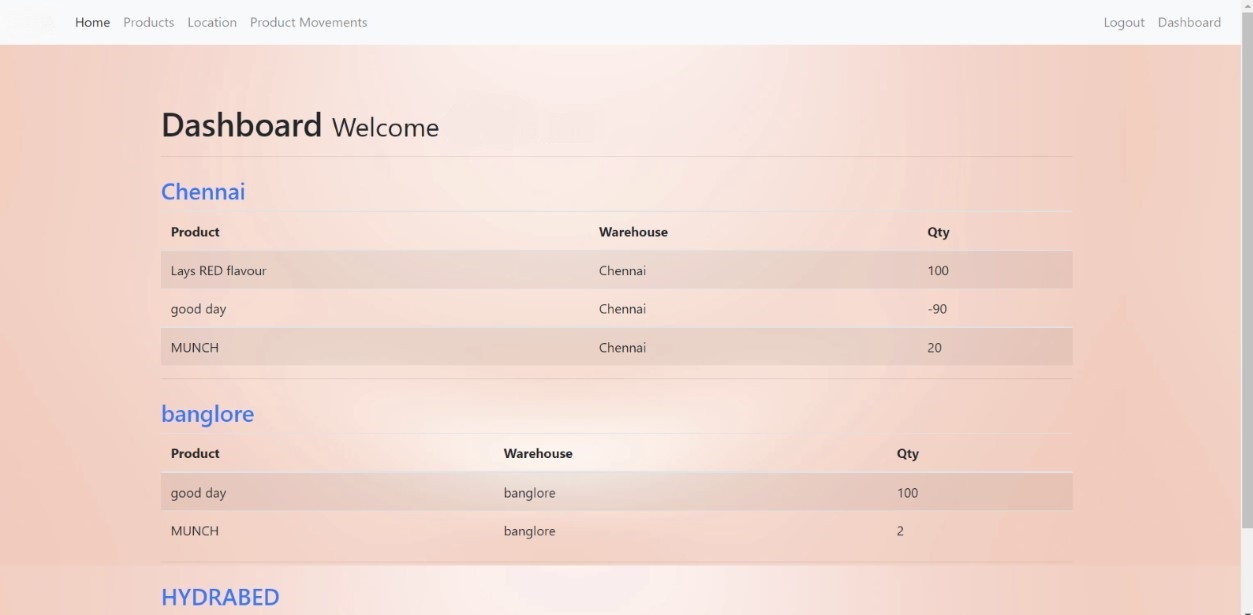 Home Products Location Product Movements Logout Dashboard
Dashboard Welcome
Chennai
Product Warehouse Qty
Lays RED flavour Chennai 100
good day Chennai -90
MUNCH Chennai 20
banglore
Product Warehouse Qty
good day banglore 100
MUNCH banglore 2
HYDRABED